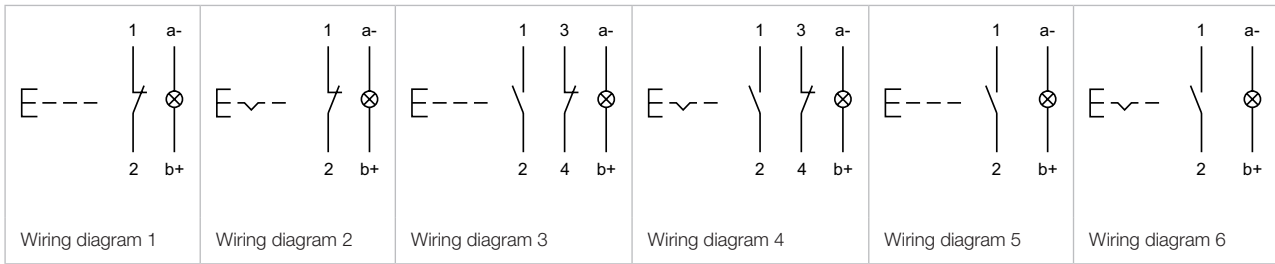 1 a- 1 a- 1 3 a- 1 3 a- 1 a- 1 a-
2 b+ 2 b+ 2 4 b+ 2 4 b+ 2 b+ 2 b+
Wiring diagram 1 Wiring diagram 2 Wiring diagram 3 Wiring diagram 4 Wiring diagram 5 Wiring diagram 6